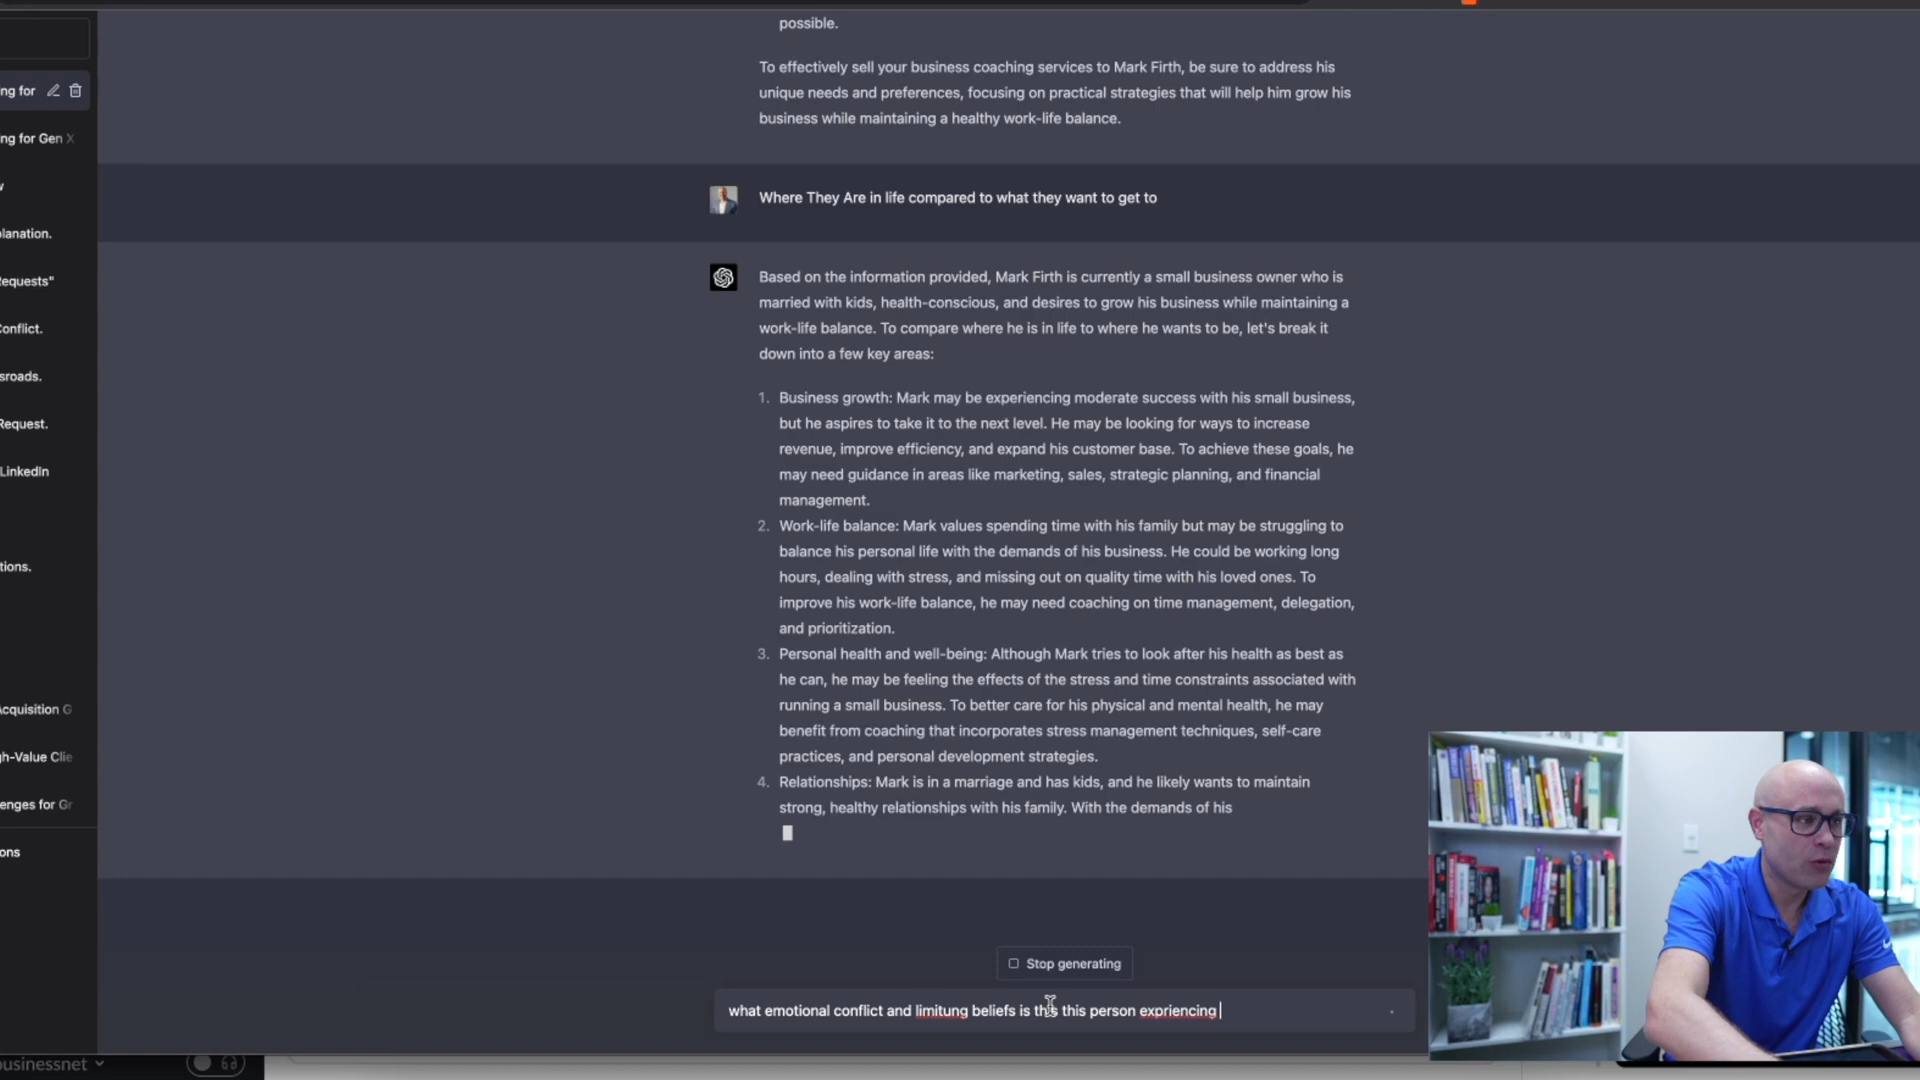 possible.
To effectively sell your business coaching services to Mark Firth, be sure to address his
unique needs and preferences, focusing on practical strategies that will help him grow his
business while maintaining a healthy work-life balance.
ng for
ng for Gen X
w
Where They Are in life compared to what they want to get to
planation.
Requests"
Conflict.
sroads.
Request.
LinkedIn
tions.
Acquisition G
gh-Value Clie
enges for Gr
ons
Based on the information provided, Mark Firth is currently a small business owner who is
married with kids, health-conscious, and desires to grow his business while maintaining a
work-life balance. To compare where he is in life to where he wants to be, let's break it
down into a few key areas:
1. Business growth: Mark may be experiencing moderate success with his small business,
but he aspires to take it to the next level. He may be looking for ways to increase
revenue, improve efficiency, and expand his customer base. To achieve these goals, he
may need guidance in areas like marketing, sales, strategic planning, and financial
management.
2. Work-life balance: Mark values spending time with his family but may be struggling to
balance his personal life with the demands of his business. He could be working long
hours, dealing with stress, and missing out on quality time with his loved ones. To
improve his work-life balance, he may need coaching on time management, delegation,
and prioritization.
3. Personal health and well-being: Although Mark tries to look after his health as best as
he can, he may be feeling the effects of the stress and time constraints associated with
running a small business. To better care for his physical and mental health, he may
benefit from coaching that incorporates stress management techniques, self-care
practices, and personal development strategies.
4. Relationships: Mark is in a marriage and has kids, and he likely wants to maintain
strong, healthy relationships with his family. With the demands of his
Stop generating
what emotional conflict and limitung beliefs is this this person expriencing
businessnet